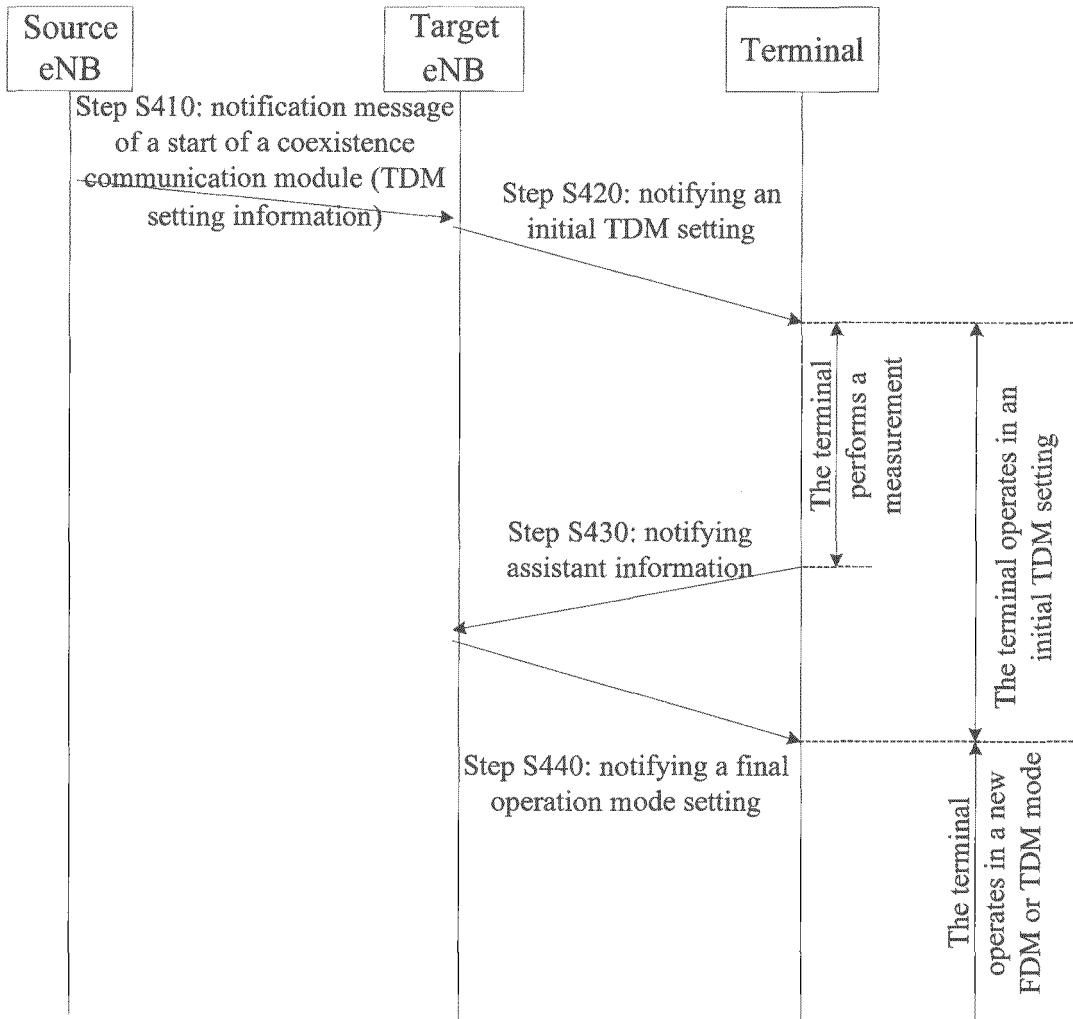 Source
eNB
Target
eNB
Terminal
Step S410: notification message
of a start of a coexistence
communication module (TDM
setting information)
Step S420: notifying an
initial TDM setting
The terminal
performs a
measurement
The terminal operates in an
initial TDM setting
Step S430: notifying
assistant information
Step S440: notifying a final
operation mode setting
The terminal
operates in a new
FDM or TDM mode